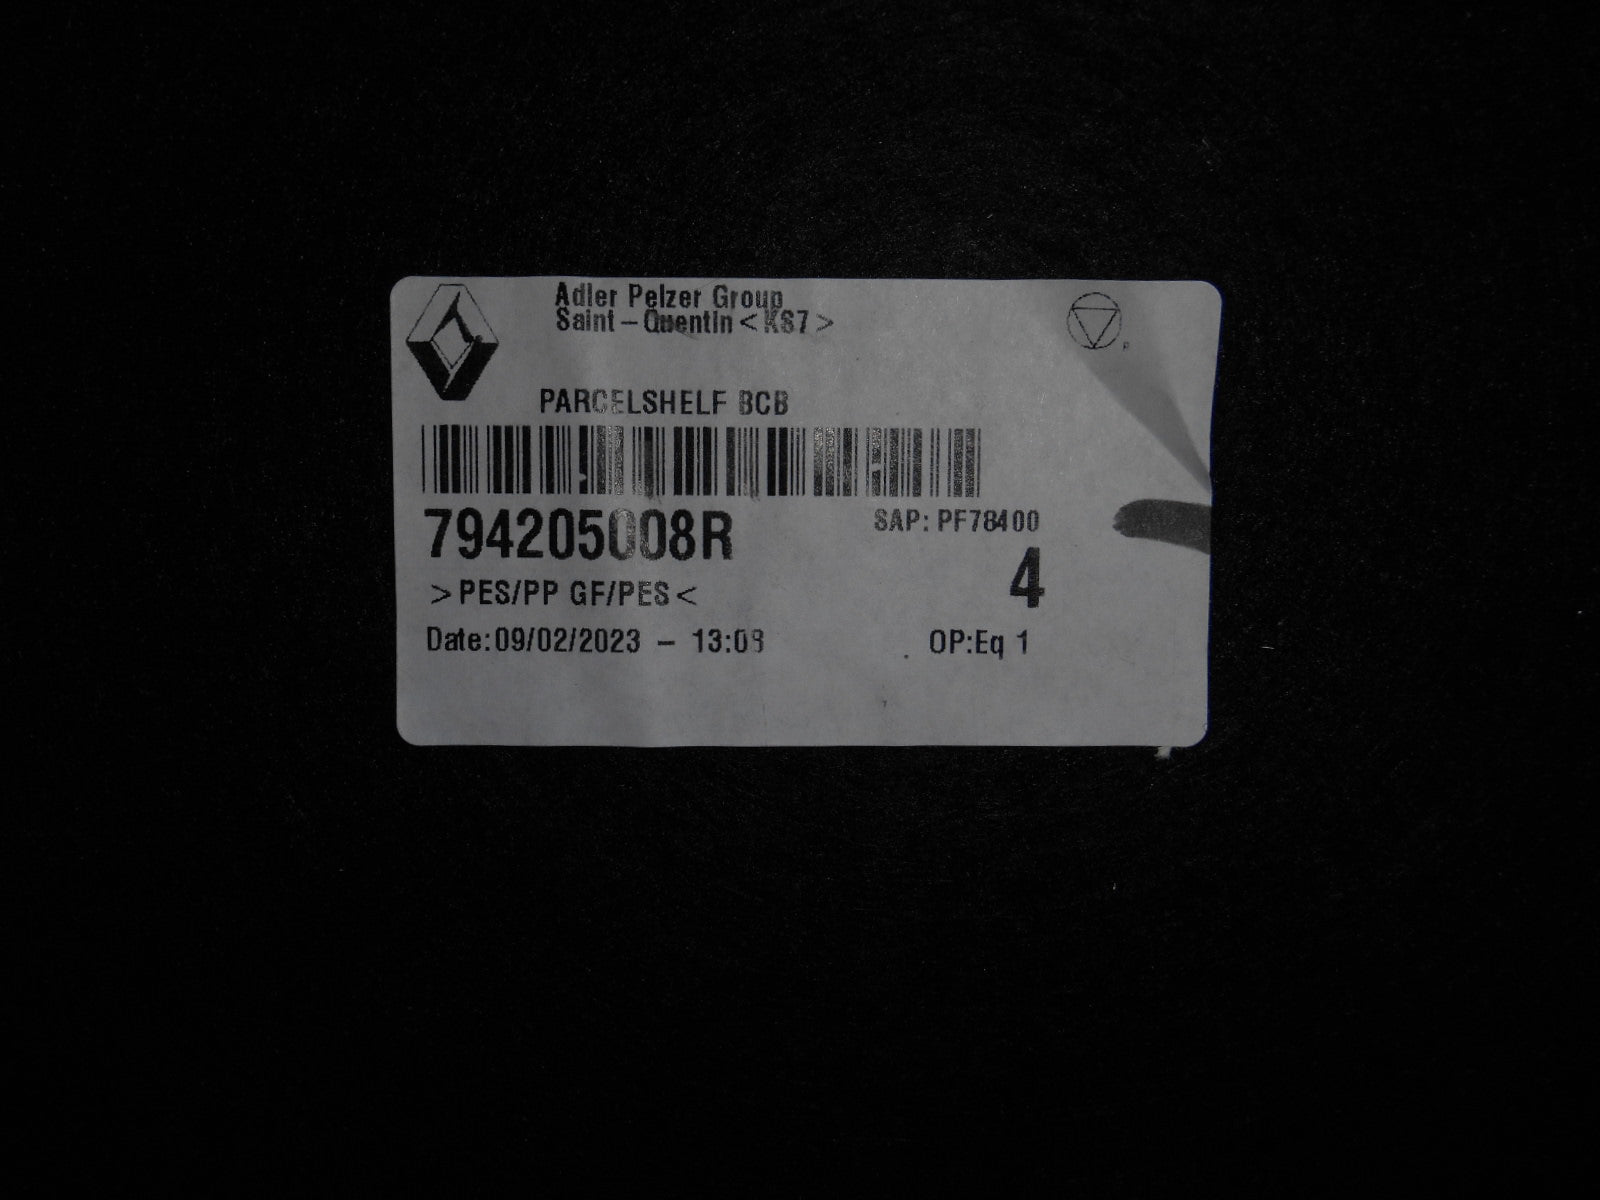 Adler Pelzer Group
Saint-Quentin <KS7>
PARCELSHELF BCB
794205008R
SAP: PF78400
4
>PES/PP GF/PES<
Date:09/02/2023 - 13:08
OP:Eq 1